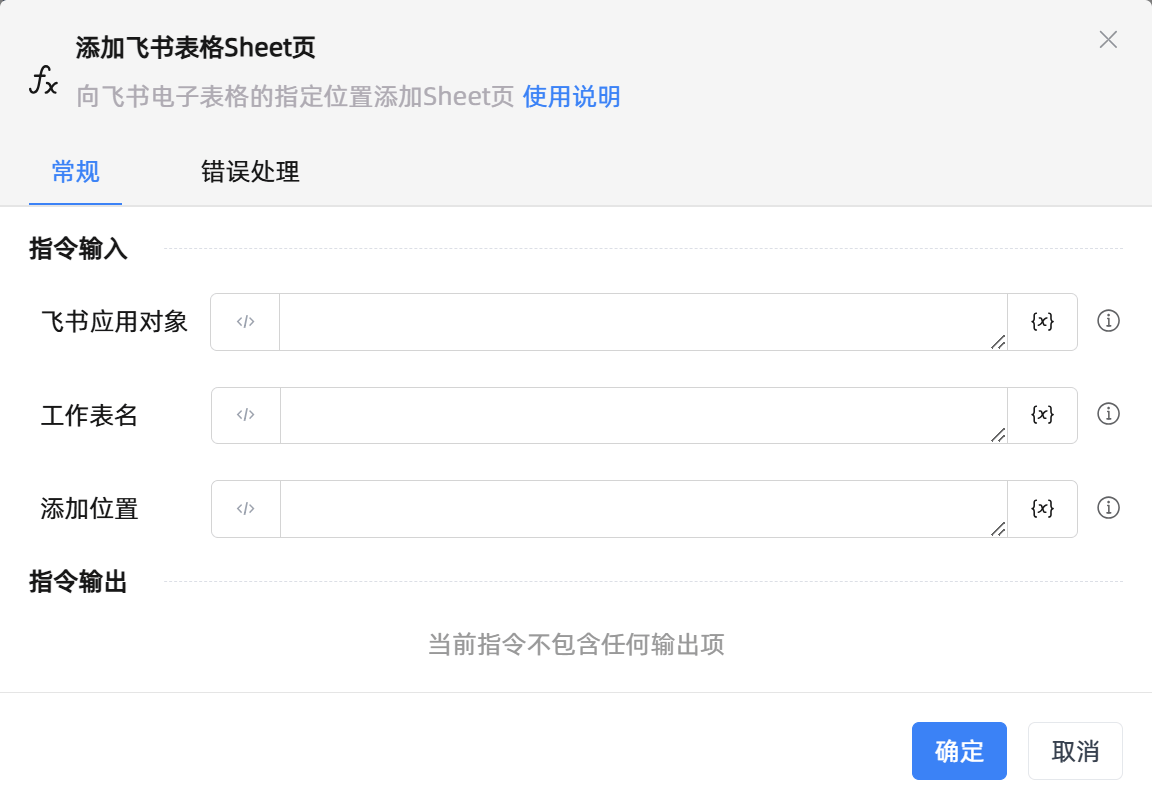 添加飞书表格Sheet页
fx
向飞书电子表格的指定位置添加Sheet页 使用说明
常规 错误处理
指令输入
飞书应用对象 </> {x}
工作表名 </> {x}
添加位置 </> {x}
指令输出
当前指令不包含任何输出项
确定 取消